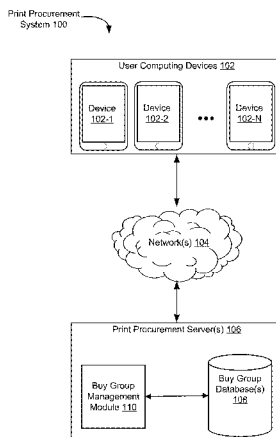 Print Procurement
System 100
User Computing Devices 102
Device
102-1
Device
102-2
Device
102-N
Network(s) 104
Print Procurement Server(s) 106
Buy Group
Management
Module
110
Buy Group
Database(s)
108